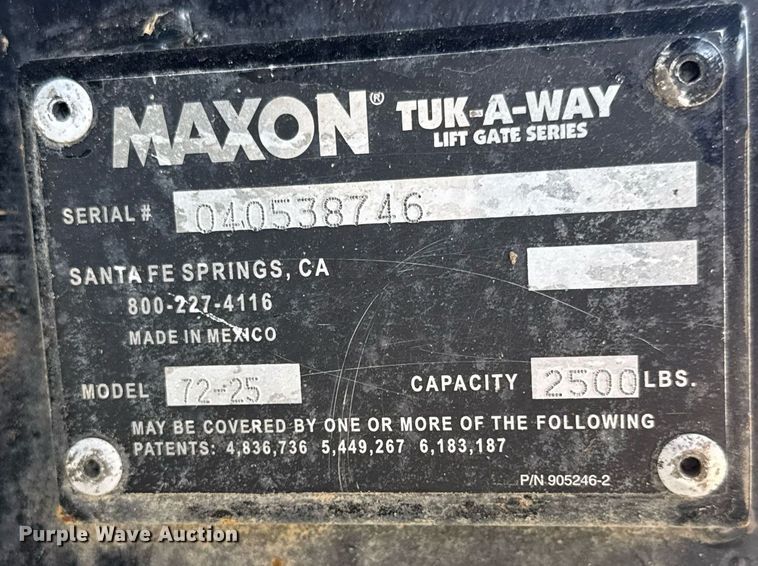 MAXON® TUK-A-WAY
LIFT GATE SERIES
SERIAL # 040538746
SANTA FE SPRINGS, CA
800-227-4116
MADE IN MEXICO
MODEL 72-25 CAPACITY 2500 LBS.
MAY BE COVERED BY ONE OR MORE OF THE FOLLOWING
PATENTS: 4,836,736 5,449,267 6,183,187
P/N 905246-2
Purple Wave Auction